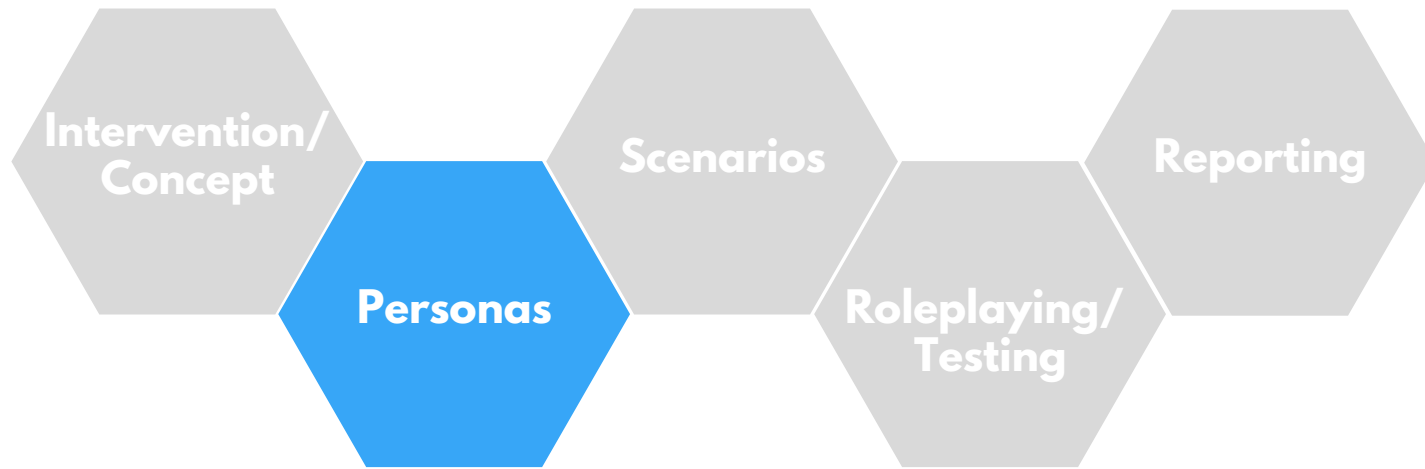 Intervention/
Concept
Personas
Scenarios
Roleplaying/
Testing
Reporting